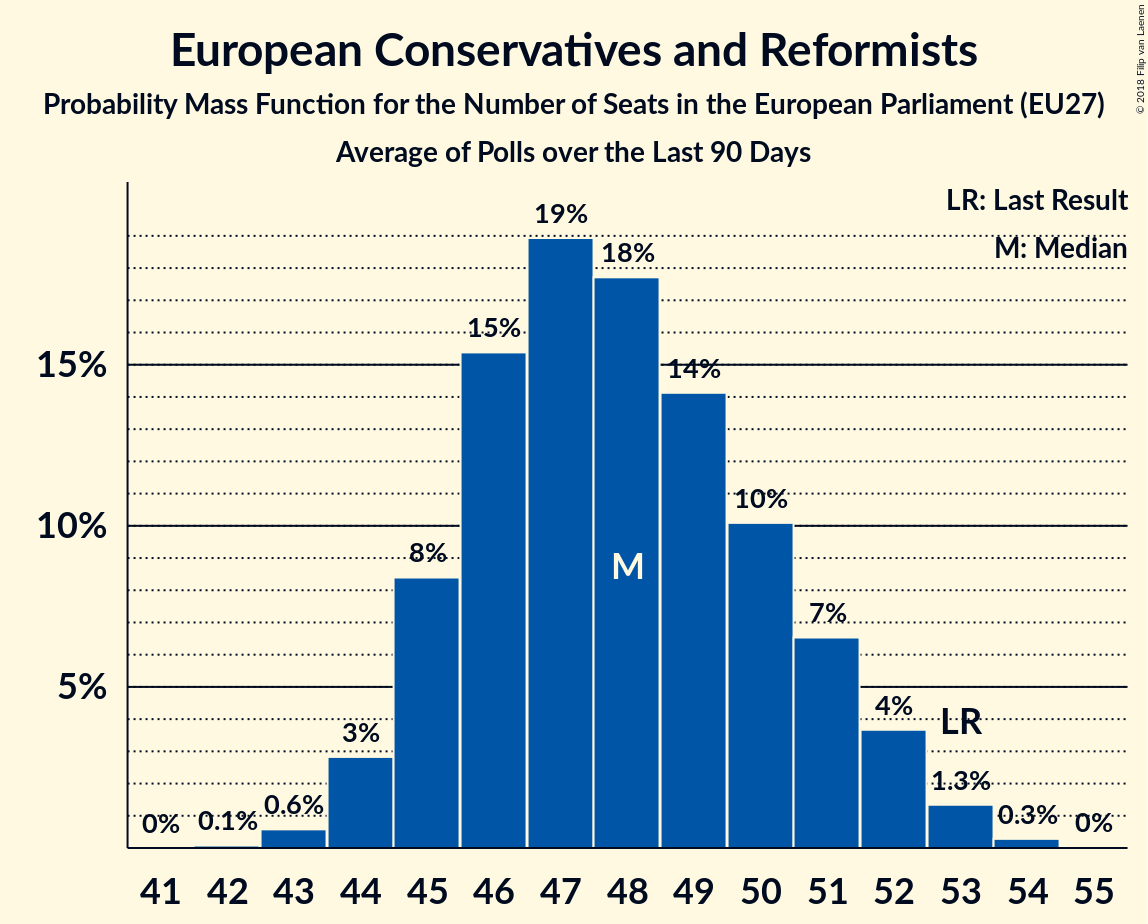 European Conservatives and Reformists
Probability Mass Function for the Number of Seats in the European Parliament (EU27)
Average of Polls over the Last 90 Days
© 2018 Filip van Laenen
LR: Last Result
M: Median
19%
18%
15%
15%
14%
10%
10%
8%
M
7%
5%
4%
LR
3%
1.3%
0.6%
0.3%
0%
0.1%
0%
41 42 43 44 45 46 47 48 49 50 51 52 53 54 55